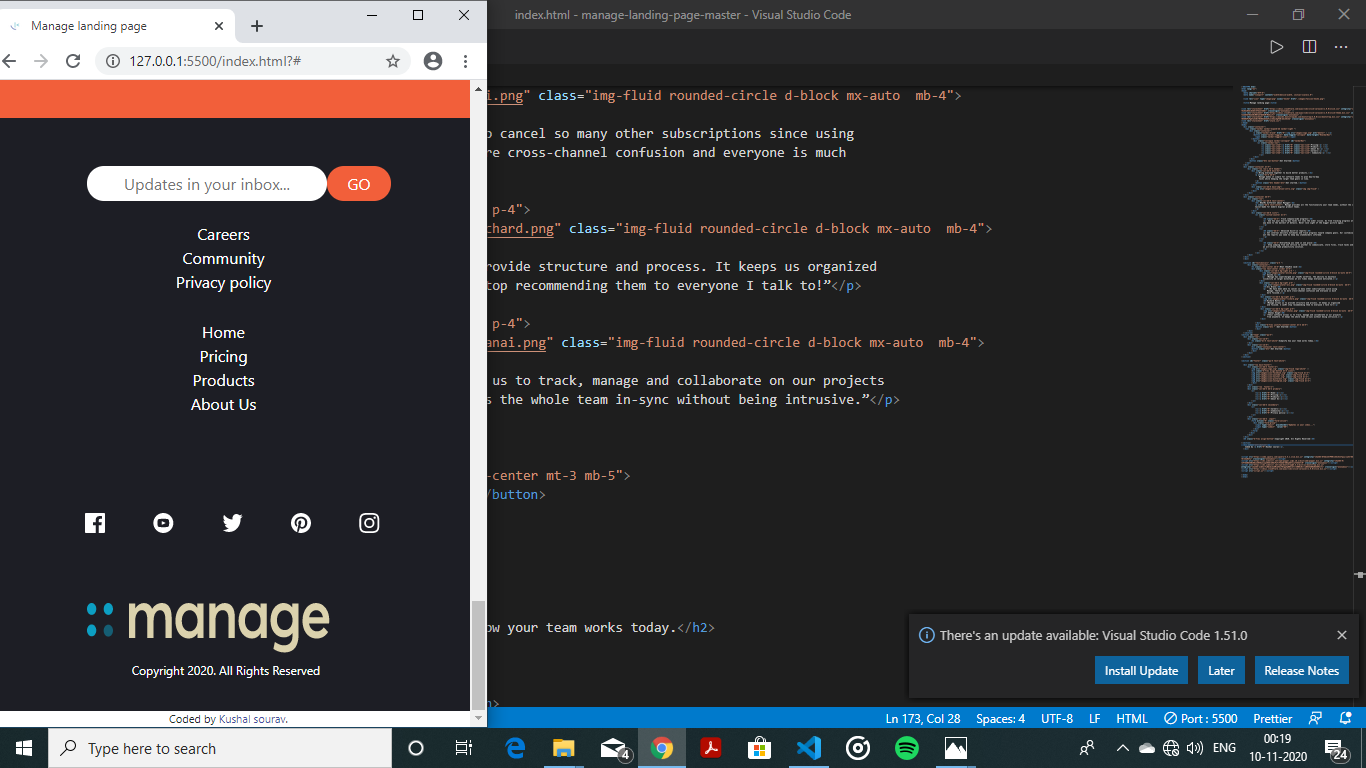 Manage landing page
127.0.0.1:5500/index.html?#
Updates in your inbox...
GO
Careers
Community
Privacy policy
Home
Pricing
Products
About Us
manage
Copyright 2020. All Rights Reserved
Coded by Kushal sourav.
index.html - manage-landing-page-master - Visual Studio Code
i.png" class="img-fluid rounded-circle d-block mx-auto  mb-4">
o cancel so many other subscriptions since using
re cross-channel confusion and everyone is much
p-4">
chard.png" class="img-fluid rounded-circle d-block mx-auto  mb-4">
rovide structure and process. It keeps us organized
top recommending them to everyone I talk to!”</p>
p-4">
anai.png" class="img-fluid rounded-circle d-block mx-auto  mb-4">
us to track, manage and collaborate on our projects
s the whole team in-sync without being intrusive.”</p>
-center mt-3 mb-5">
/button>
ow your team works today.</h2>
>
There's an update available: Visual Studio Code 1.51.0
Install Update
Later
Release Notes
Ln 173, Col 28
Spaces: 4
UTF-8
LF
HTML
Port : 5500
Prettier
Type here to search
4
ENG
00:19
10-11-2020
24